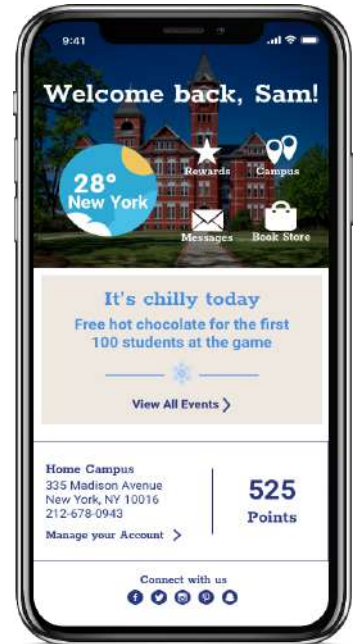 9:41
Welcome back, Sam!
28°
New York
Rewards
Campus
Messages
Book Store
It's chilly today
Free hot chocolate for the first
100 students at the game
View All Events
Home Campus
335 Madison Avenue
New York, NY 10016
212-678-0943
Manage your Account
525
Points
Connect with us